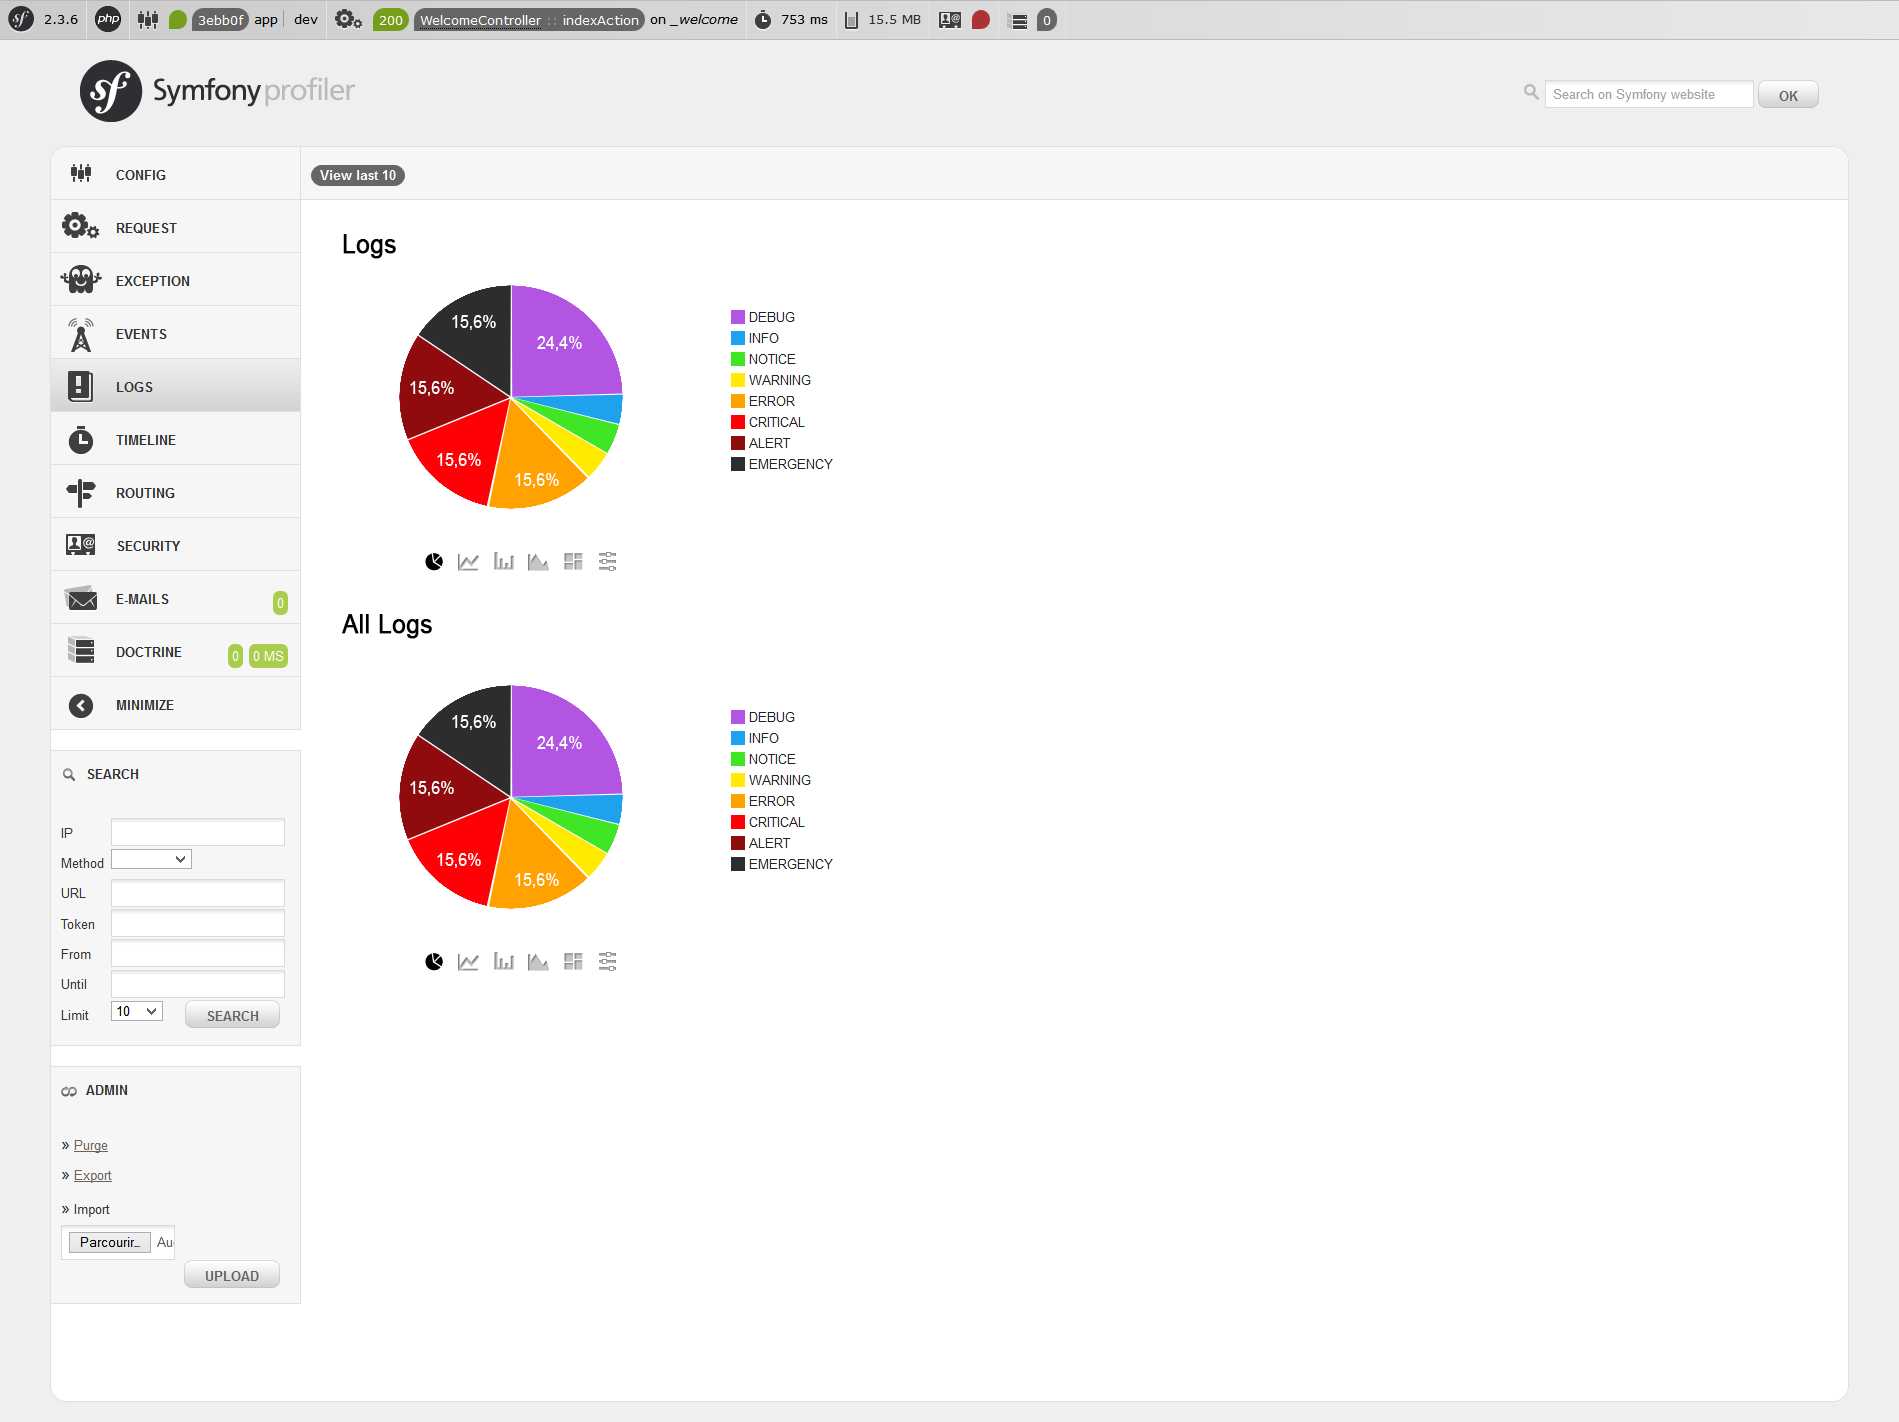 2.3.6 php 3ebb0f app dev 200 WelcomeController :: indexAction on _welcome 753 ms 15.5 MB 0
sf Symfony profiler
Search on Symfony website OK
CONFIG
View last 10
REQUEST
EXCEPTION
EVENTS
LOGS
TIMELINE
ROUTING
SECURITY
E-MAILS 0
DOCTRINE 0 0 MS
MINIMIZE
SEARCH
IP
Method
URL
Token
From
Until
Limit 10 SEARCH
ADMIN
» Purge
» Export
» Import
Parcourir... Au
UPLOAD
Logs
15,6%
24,4%
15,6%
15,6%
15,6%
DEBUG
INFO
NOTICE
WARNING
ERROR
CRITICAL
ALERT
EMERGENCY
All Logs
15,6%
24,4%
15,6%
15,6%
15,6%
DEBUG
INFO
NOTICE
WARNING
ERROR
CRITICAL
ALERT
EMERGENCY